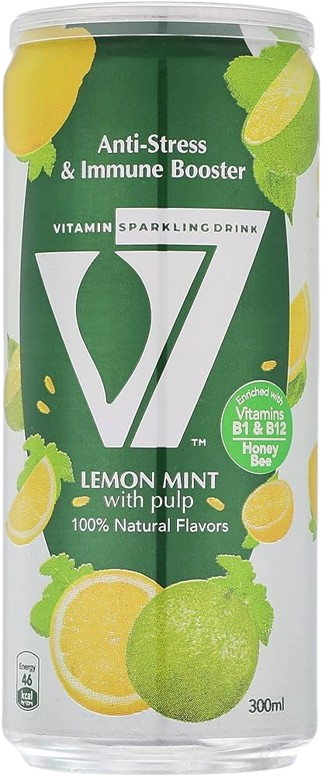 Anti-Stress
& Immune Booster
VITAMIN SPARKLING DRINK
V7
TM
Enriched with
Vitamins
B1 & B12
Honey
Bee
LEMON MINT
with pulp
100% Natural Flavors
Energy
46
kcal
300ml